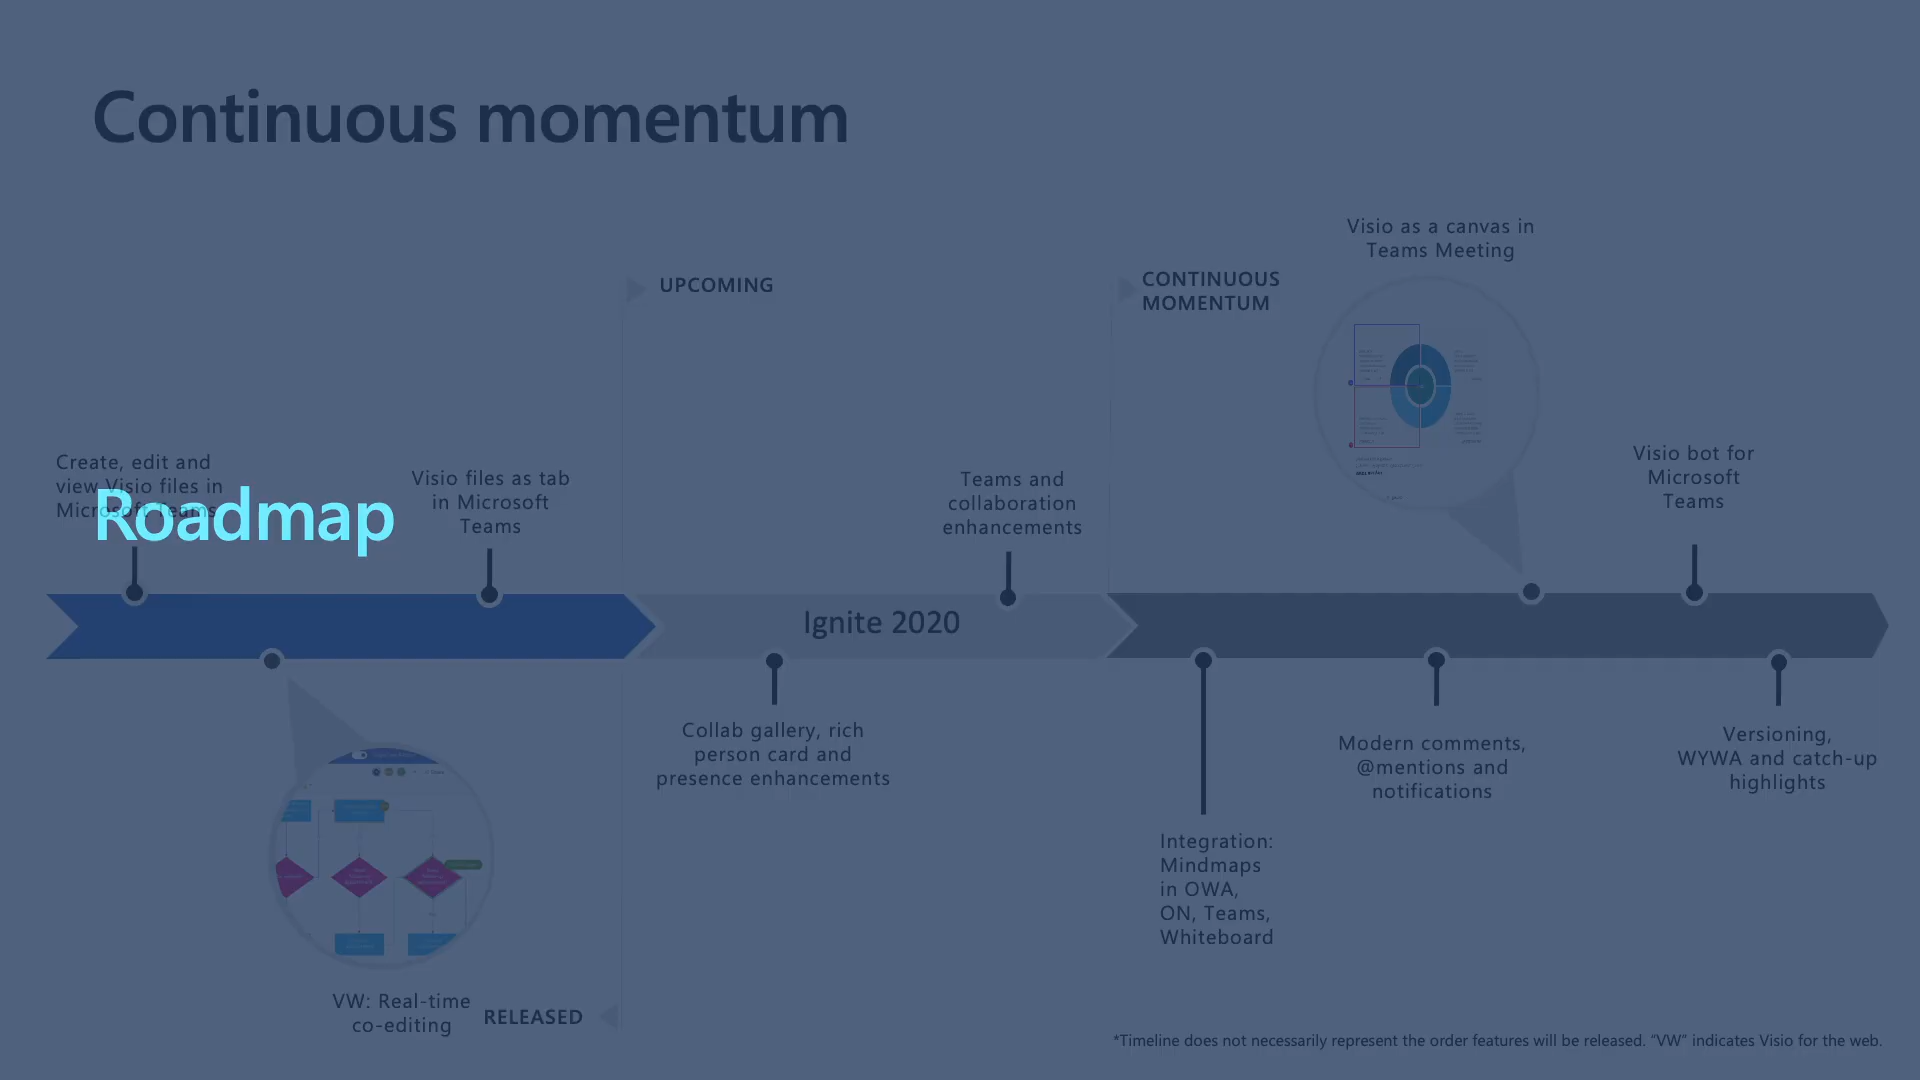 Continuous momentum
Visio as a canvas in
Teams Meeting
UPCOMING
CONTINUOUS
MOMENTUM
Create, edit and
view Visio files in
Microsoft Teams
Roadmap
Visio files as tab
in Microsoft
Teams
Teams and
collaboration
enhancements
Visio bot for
Microsoft
Teams
Ignite 2020
Collab gallery, rich
person card and
presence enhancements
Modern comments,
@mentions and
notifications
Versioning,
WYWA and catch-up
highlights
Integration:
Mindmaps
in OWA,
ON, Teams,
Whiteboard
VW: Real-time
co-editing
RELEASED
*Timeline does not necessarily represent the order features will be released. “VW” indicates Visio for the web.